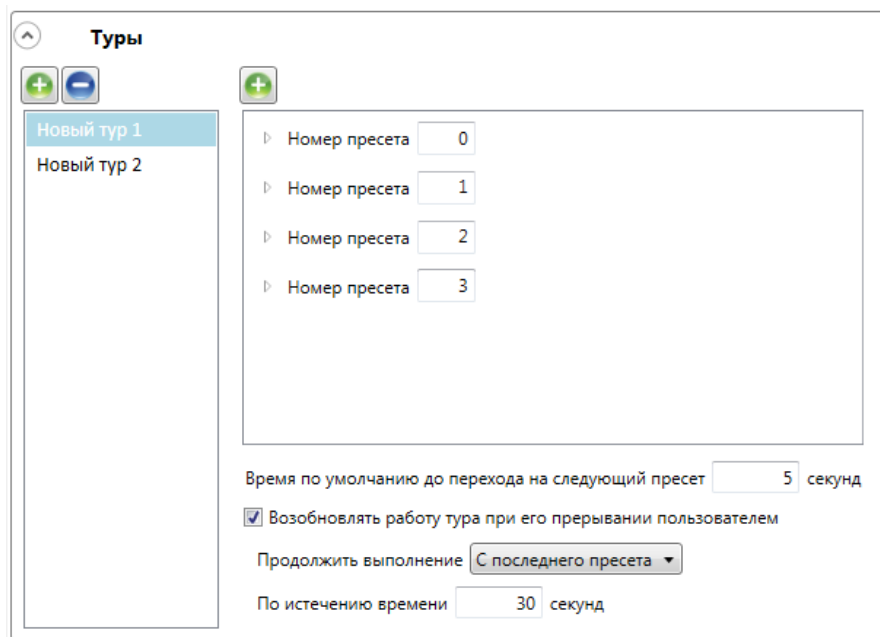 Туры
Новый тур 1
Новый тур 2
Номер пресета 0
Номер пресета 1
Номер пресета 2
Номер пресета 3
Время по умолчанию до перехода на следующий пресет 5 секунд
Возобновлять работу тура при его прерывании пользователем
Продолжить выполнение С последнего пресета
По истечению времени 30 секунд